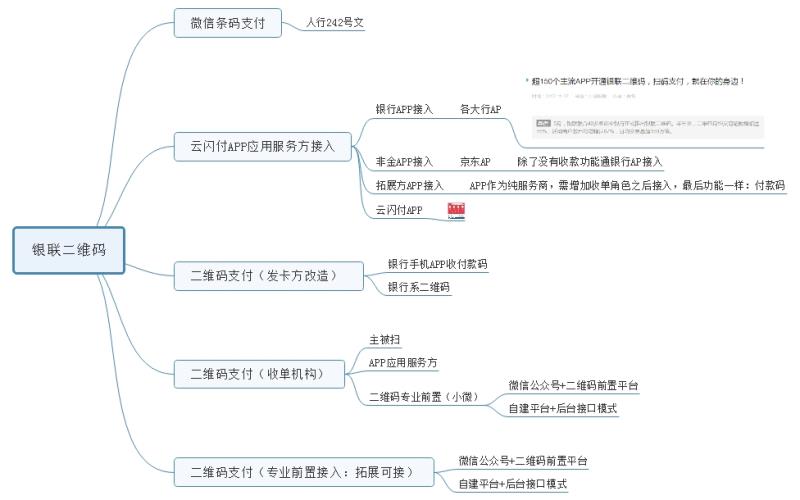 微信条码支付
人行242号文
超150个主流APP开通银联二维码，扫码支付，就在你的身边！
云闪付APP应用服务方接入
银行APP接入
各大行AP
非金APP接入
京东AP
除了没有收款功能通银行AP接入
拓展方APP接入
APP作为纯服务商，需增加收单角色之后接入，最后功能一样：付款码
云闪付APP
银联二维码
二维码支付（发卡方改造）
银行手机APP收付款码
银行系二维码
二维码支付（收单机构）
主被扫
APP应用服务方
二维码专业前置（小微）
微信公众号+二维码前置平台
自建平台+后台接口模式
二维码支付（专业前置接入：拓展可接）
微信公众号+二维码前置平台
自建平台+后台接口模式